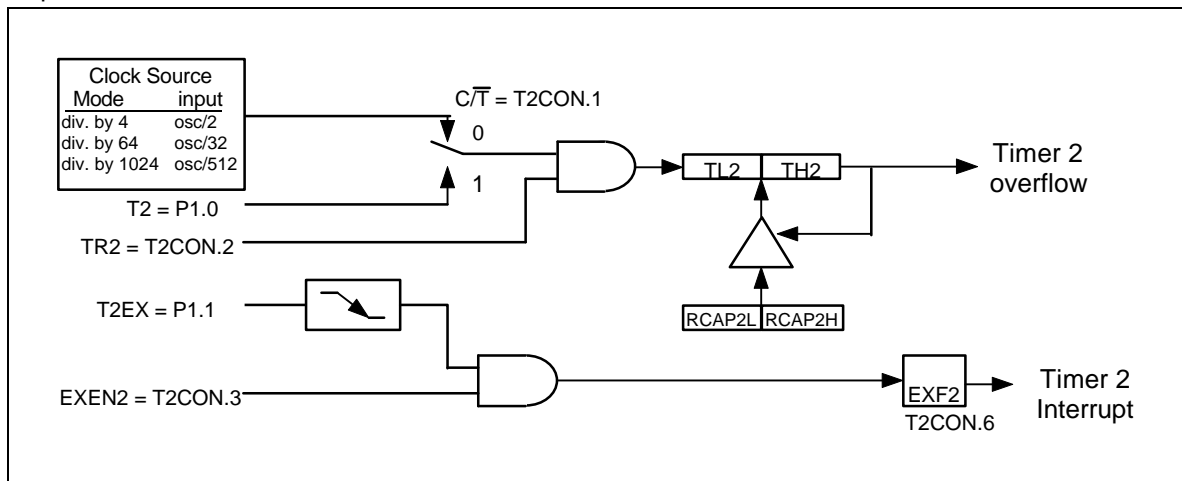 Clock Source
Mode input
div. by 4 osc/2
div. by 64 osc/32
div. by 1024 osc/512
C/T̅ = T2CON.1
0
1
T2 = P1.0
TR2 = T2CON.2
TL2 TH2
Timer 2
overflow
T2EX = P1.1
RCAP2L RCAP2H
EXEN2 = T2CON.3
EXF2
T2CON.6
Timer 2
Interrupt